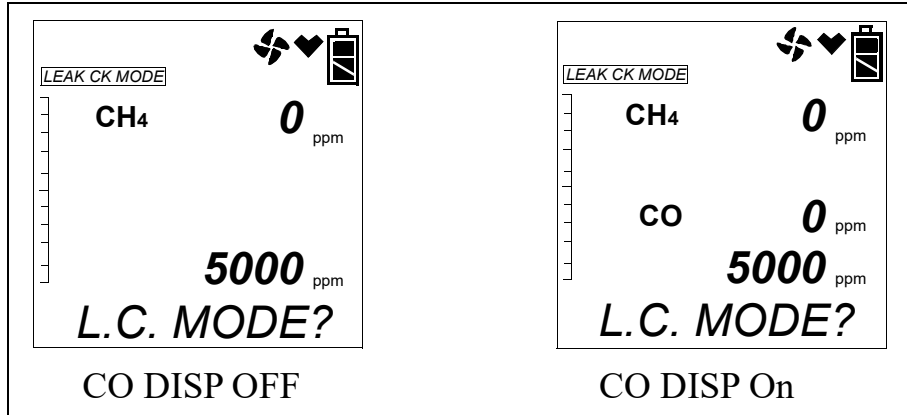 LEAK CK MODE
CH4 0 ppm
5000 ppm
L.C. MODE?
CO DISP OFF
LEAK CK MODE
CH4 0 ppm
CO 0 ppm
5000 ppm
L.C. MODE?
CO DISP On